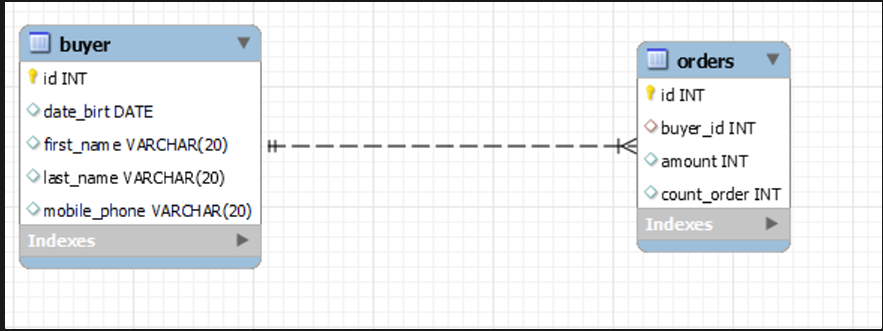 buyer
id INT
date_birt DATE
first_name VARCHAR(20)
last_name VARCHAR(20)
mobile_phone VARCHAR(20)
Indexes
orders
id INT
buyer_id INT
amount INT
count_order INT
Indexes